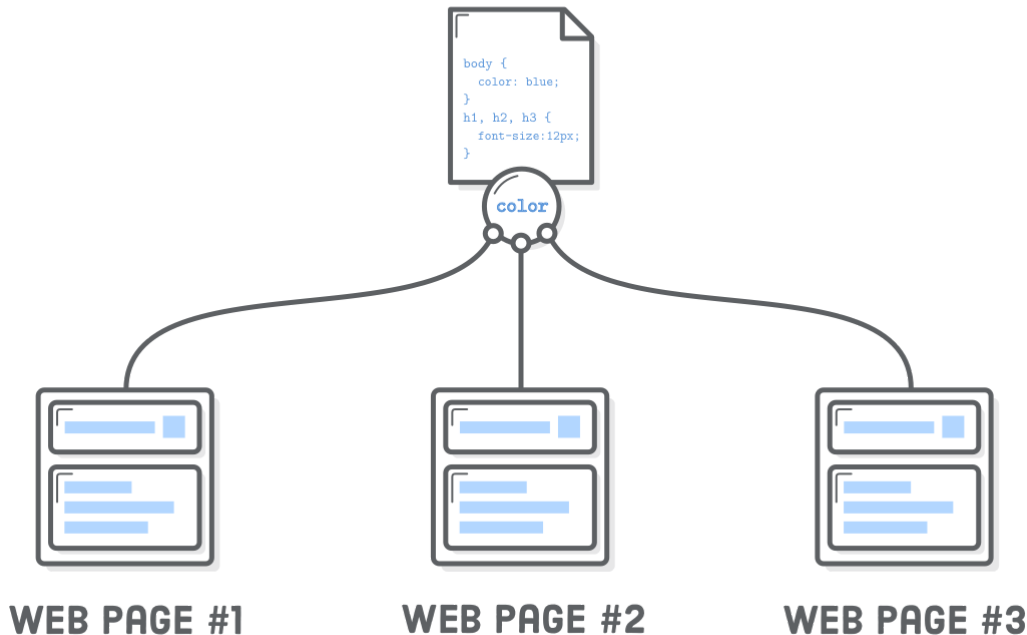 body {
  color: blue;
}
h1, h2, h3 {
  font-size:12px;
}
color
WEB PAGE #1
WEB PAGE #2
WEB PAGE #3